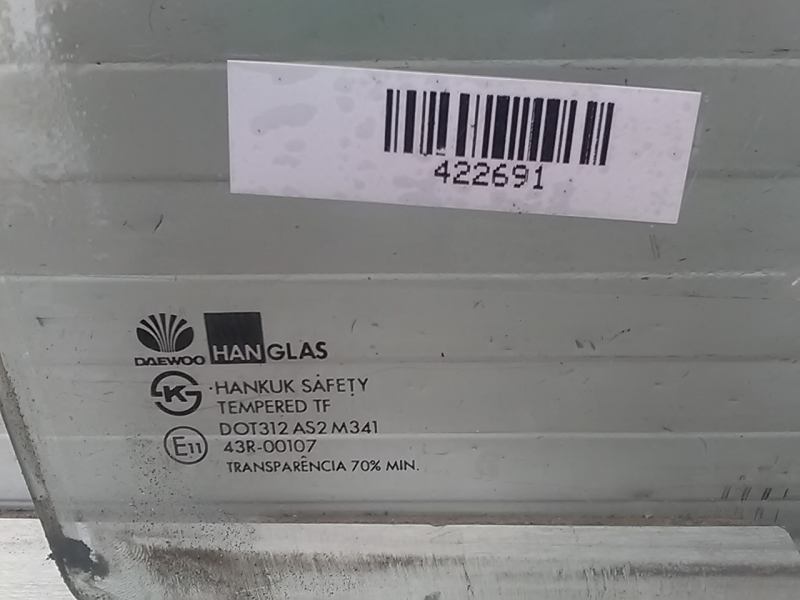 422691
DAEWOO HANGLAS
K
HANKUK SAFETY
TEMPERED TF
DOT312 AS2 M341
E11 43R-00107
TRANSPARÊNCIA 70% MIN.